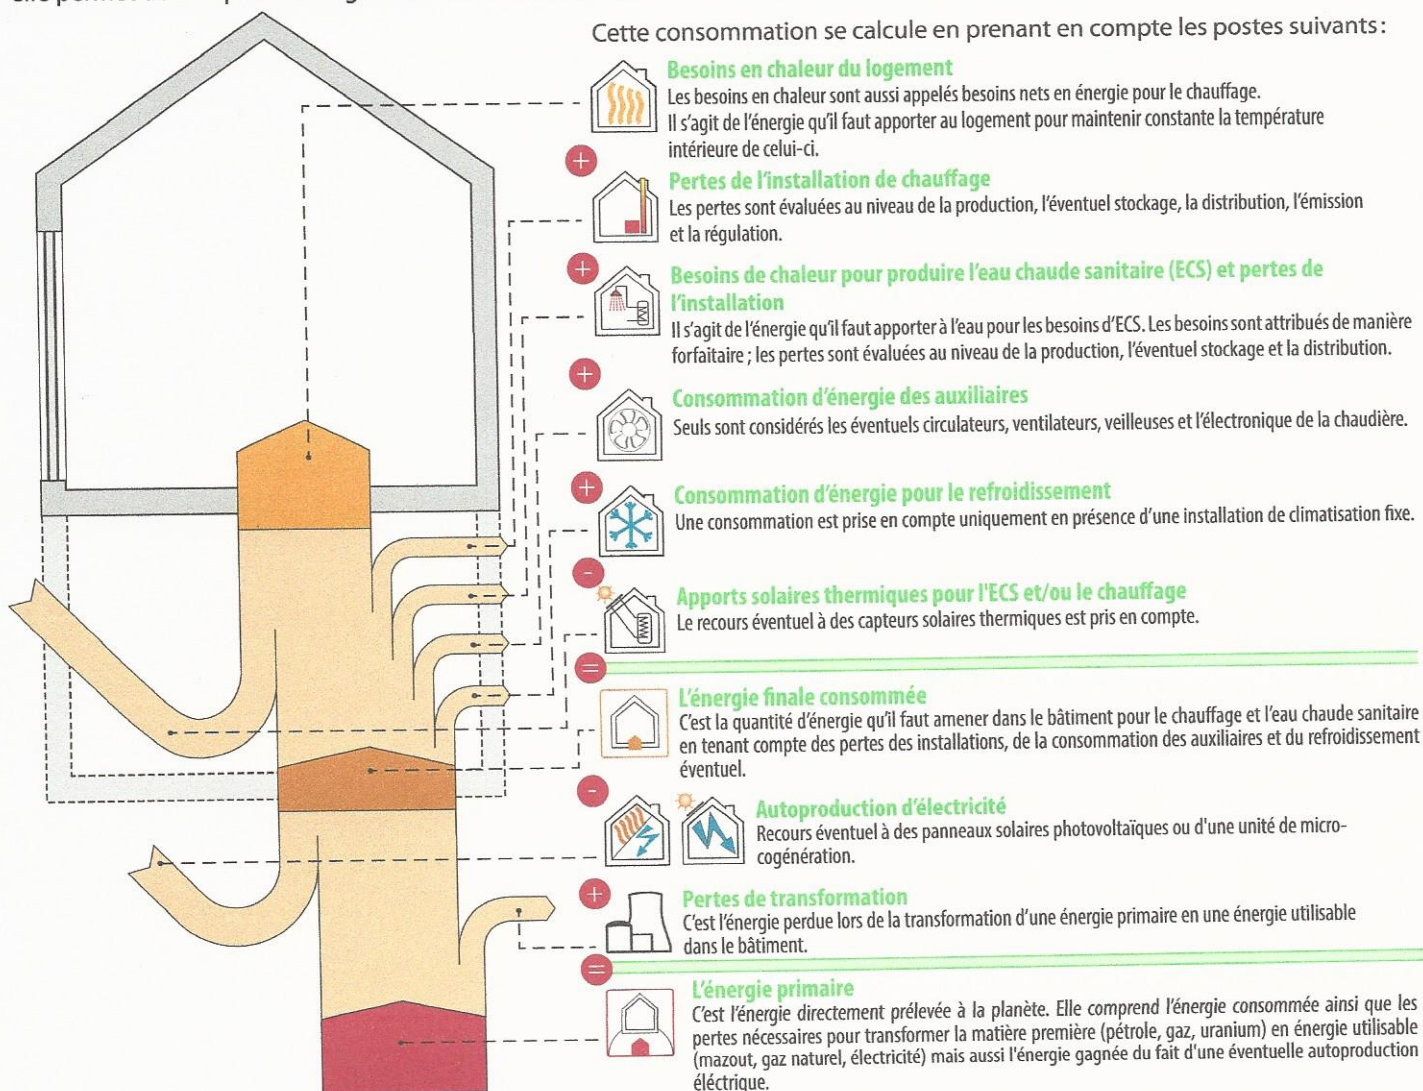 Cette consommation se calcule en prenant en compte les postes suivants :
Besoins en chaleur du logement
Les besoins en chaleur sont aussi appelés besoins nets en énergie pour le chauffage.
Il s'agit de l'énergie qu'il faut apporter au logement pour maintenir constante la température
intérieure de celui-ci.
+
Pertes de l'installation de chauffage
Les pertes sont évaluées au niveau de la production, l'éventuel stockage, la distribution, l'émission
et la régulation.
+
Besoins de chaleur pour produire l'eau chaude sanitaire (ECS) et pertes de
l'installation
Il s'agit de l'énergie qu'il faut apporter à l'eau pour les besoins d'ECS. Les besoins sont attribués de manière
forfaitaire ; les pertes sont évaluées au niveau de la production, l'éventuel stockage et la distribution.
+
Consommation d'énergie des auxiliaires
Seuls sont considérés les éventuels circulateurs, ventilateurs, veilleuses et l'électronique de la chaudière.
+
Consommation d'énergie pour le refroidissement
Une consommation est prise en compte uniquement en présence d'une installation de climatisation fixe.
-
Apports solaires thermiques pour l'ECS et/ou le chauffage
Le recours éventuel à des capteurs solaires thermiques est pris en compte.
=
L'énergie finale consommée
C'est la quantité d'énergie qu'il faut amener dans le bâtiment pour le chauffage et l'eau chaude sanitaire
en tenant compte des pertes des installations, de la consommation des auxiliaires et du refroidissement
éventuel.
-
Autoproduction d'électricité
Recours éventuel à des panneaux solaires photovoltaïques ou d'une unité de micro-
cogénération.
+
Pertes de transformation
C'est l'énergie perdue lors de la transformation d'une énergie primaire en une énergie utilisable
dans le bâtiment.
=
L'énergie primaire
C'est l'énergie directement prélevée à la planète. Elle comprend l'énergie consommée ainsi que les
pertes nécessaires pour transformer la matière première (pétrole, gaz, uranium) en énergie utilisable
(mazout, gaz naturel, électricité) mais aussi l'énergie gagnée du fait d'une éventuelle autoproduction
éléctrique.